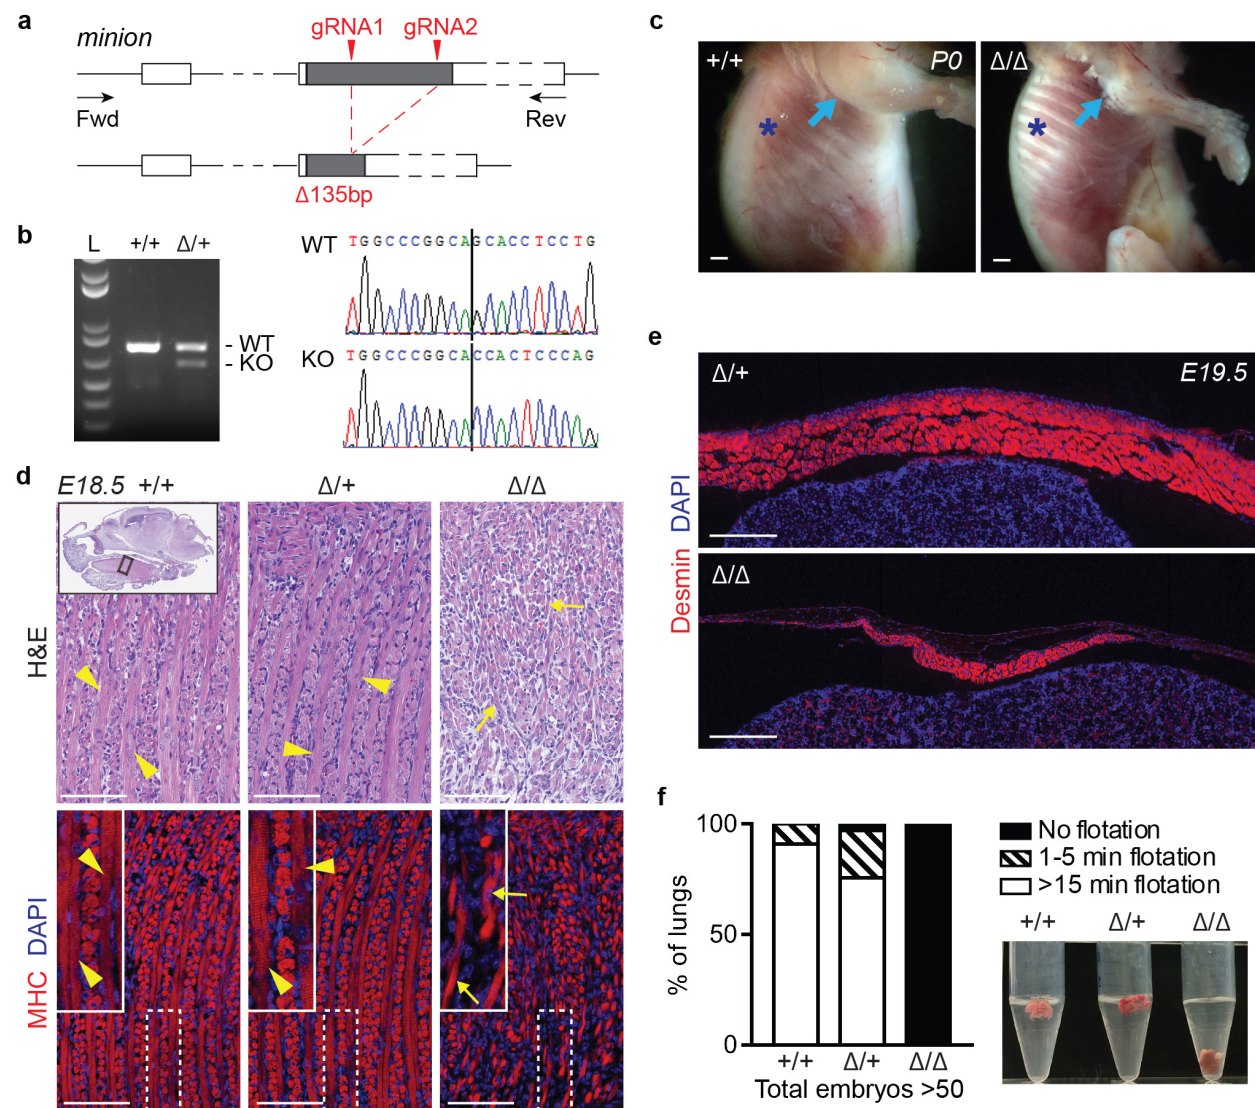 a
minion
gRNA1 gRNA2
Fwd
Rev
Δ135bp
b
L +/+ Δ/+
- WT
- KO
WT
TGGCCCGGCAGCACCTCCTG
KO
TGGCCCGGCACCACTCCCAG
c
+/+ P0
*
Δ/Δ
*
d
E18.5 +/+ Δ/+ Δ/Δ
H&E
MHC DAPI
e
Δ/+ E19.5
Δ/Δ
Desmin DAPI
f
100
50
0
% of lungs
+/+ Δ/+ Δ/Δ
Total embryos >50
No flotation
1-5 min flotation
>15 min flotation
+/+ Δ/+ Δ/Δ